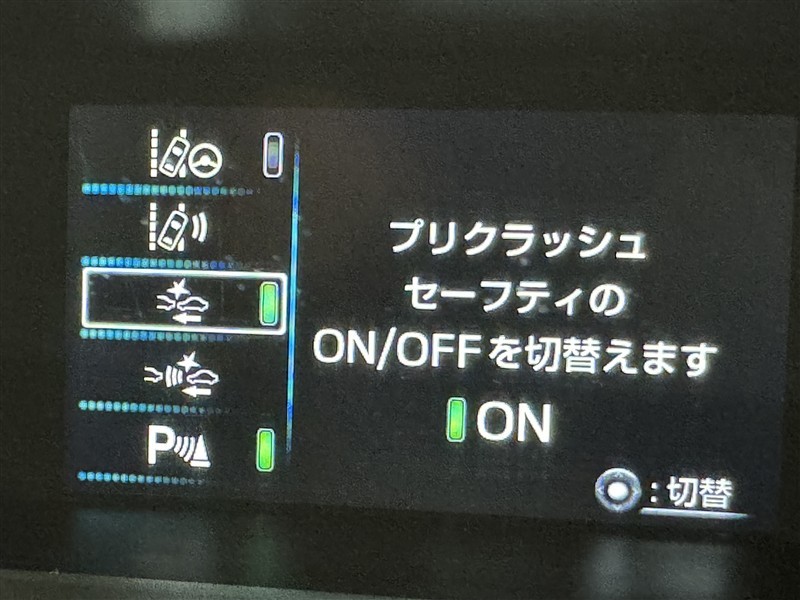 プリクラッシュ
セーフティの
ON/OFFを切替えます
ON
P
:切替